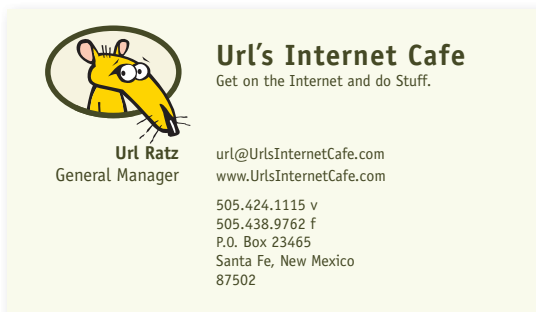 Url's Internet Cafe
Get on the Internet and do Stuff.
Url Ratz
General Manager
url@UrlsInternetCafe.com
www.UrlsInternetCafe.com
505.424.1115 v
505.438.9762 f
P.O. Box 23465
Santa Fe, New Mexico
87502